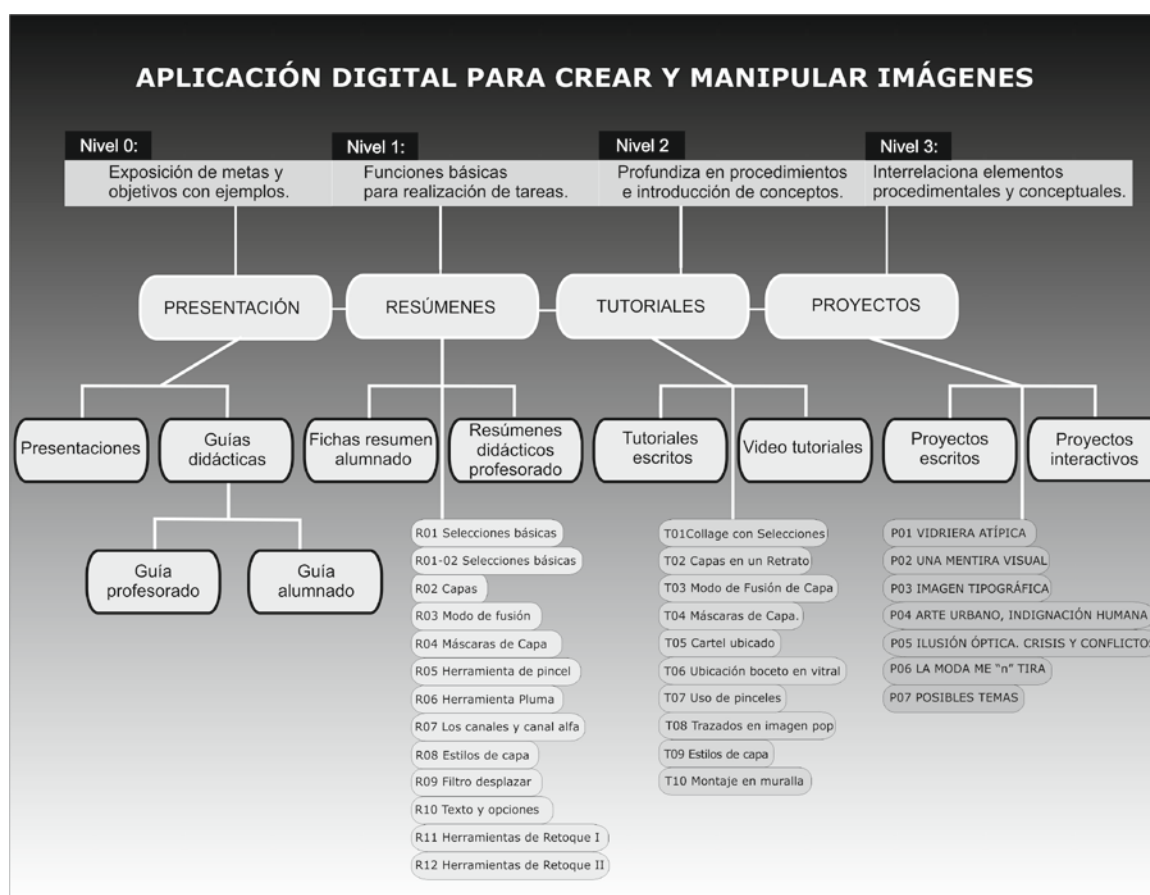 APLICACIÓN DIGITAL PARA CREAR Y MANIPULAR IMÁGENES
Nivel 0:
Exposición de metas y
objetivos con ejemplos.
Nivel 1:
Funciones básicas
para realización de tareas.
Nivel 2
Profundiza en procedimientos
e introducción de conceptos.
Nivel 3:
Interrelaciona elementos
procedimentales y conceptuales.
PRESENTACIÓN
RESÚMENES
TUTORIALES
PROYECTOS
Presentaciones
Guías
didácticas
Fichas resumen
alumnado
Resúmenes
didácticos
profesorado
Tutoriales
escritos
Video tutoriales
Proyectos
escritos
Proyectos
interactivos
Guía
profesorado
Guía
alumnado
R01 Selecciones básicas
R01-02 Selecciones básicas
R02 Capas
R03 Modo de fusión
R04 Máscaras de Capa
R05 Herramienta de pincel
R06 Herramienta Pluma
R07 Los canales y canal alfa
R08 Estilos de capa
R09 Filtro desplazar
R10 Texto y opciones
R11 Herramientas de Retoque I
R12 Herramientas de Retoque II
T01Collage con Selecciones
T02 Capas en un Retrato
T03 Modo de Fusión de Capa
T04 Máscaras de Capa.
T05 Cartel ubicado
T06 Ubicación boceto en vitral
T07 Uso de pinceles
T08 Trazados en imagen pop
T09 Estilos de capa
T10 Montaje en muralla
P01 VIDRIERA ATÍPICA
P02 UNA MENTIRA VISUAL
P03 IMAGEN TIPOGRÁFICA
P04 ARTE URBANO, INDIGNACIÓN HUMANA
P05 ILUSIÓN ÓPTICA. CRISIS Y CONFLICTOS
P06 LA MODA ME "n" TIRA
P07 POSIBLES TEMAS